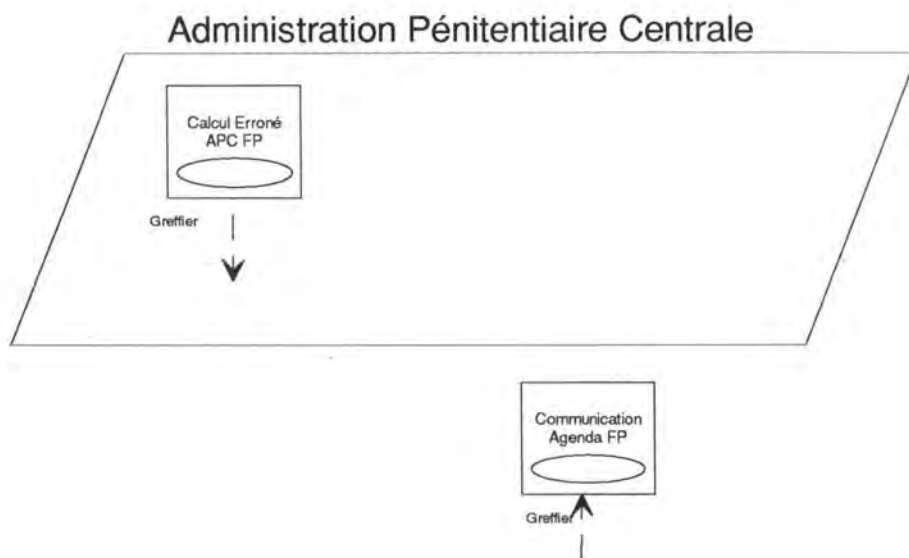 Administration Pénitentiaire Centrale
Calcul Erroné
APC FP
Greffier
Communication
Agenda FP
Greffier